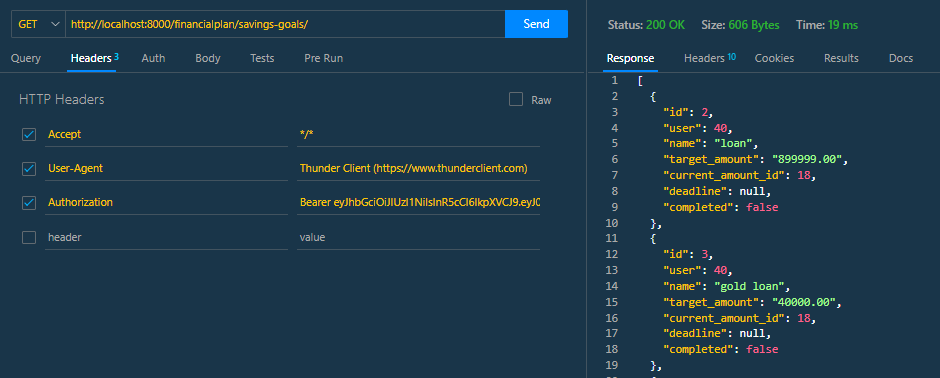 GET http://localhost:8000/financialplan/savings-goals/ Send
Query Headers 3 Auth Body Tests Pre Run
HTTP Headers Raw
Accept */*
User-Agent Thunder Client (https://www.thunderclient.com)
Authorization Bearer eyJhbGciOiJIUzI1NiIsInR5cCI6IkpXVCJ9.eyJ0
header value
Status: 200 OK Size: 606 Bytes Time: 19 ms
Response Headers 10 Cookies Results Docs
1 [
2 {
3 "id": 2,
4 "user": 40,
5 "name": "loan",
6 "target_amount": "899999.00",
7 "current_amount_id": 18,
8 "deadline": null,
9 "completed": false
10 },
11 {
12 "id": 3,
13 "user": 40,
14 "name": "gold loan",
15 "target_amount": "40000.00",
16 "current_amount_id": 18,
17 "deadline": null,
18 "completed": false
19 },